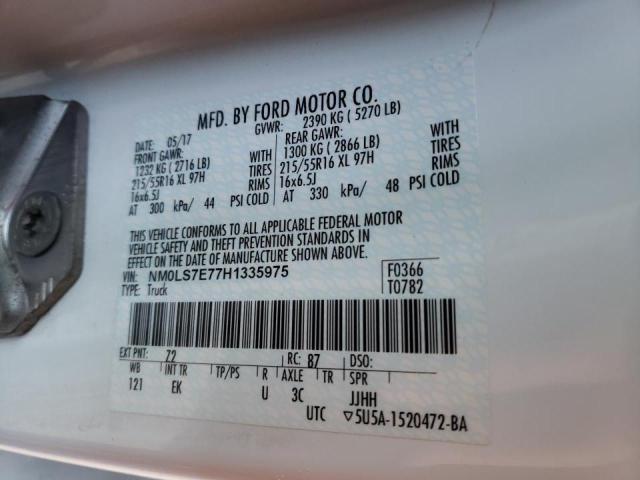 MFD. BY FORD MOTOR CO.
DATE: 05/17 GVWR: 2390 KG ( 5270 LB)
FRONT GAWR: REAR GAWR:
1232 KG ( 2716 LB) WITH 1300 KG ( 2866 LB) WITH
215/55R16 XL 97H TIRES 215/55R16 XL 97H TIRES
16x6.5J RIMS 16x6.5J RIMS
AT 300 kPa/ 44 PSI COLD AT 330 kPa/ 48 PSI COLD
THIS VEHICLE CONFORMS TO ALL APPLICABLE FEDERAL MOTOR
VEHICLE SAFETY AND THEFT PREVENTION STANDARDS IN
EFFECT ON THE DATE OF MANUFACTURE SHOWN ABOVE.
VIN: NM0LS7E77H1335975 F0366
TYPE: Truck T0782
EXT PNT: Z2 RC: B7 DSO:
WB INT TR TP/PS R AXLE TR SPR
121 EK U 3C JJHH
UTC ▽5U5A-1520472-BA